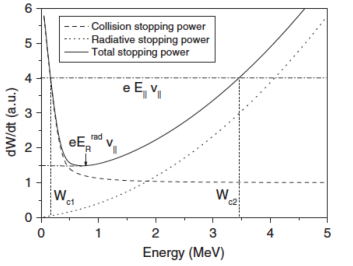 6
5
4
3
2
1
0
dW/dt (a.u.)
Collision stopping power
Radiative stopping power
Total stopping power
e E|| v||
eE_R^rad v||
W_c1
W_c2
0 1 2 3 4 5
Energy (MeV)